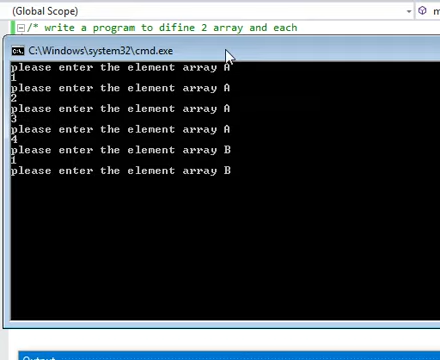 (Global Scope)
/* write a program to difine 2 array and each
C:\Windows\system32\cmd.exe
please enter the element array A
1
please enter the element array A
2
please enter the element array A
3
please enter the element array A
4
please enter the element array B
1
please enter the element array B
Output